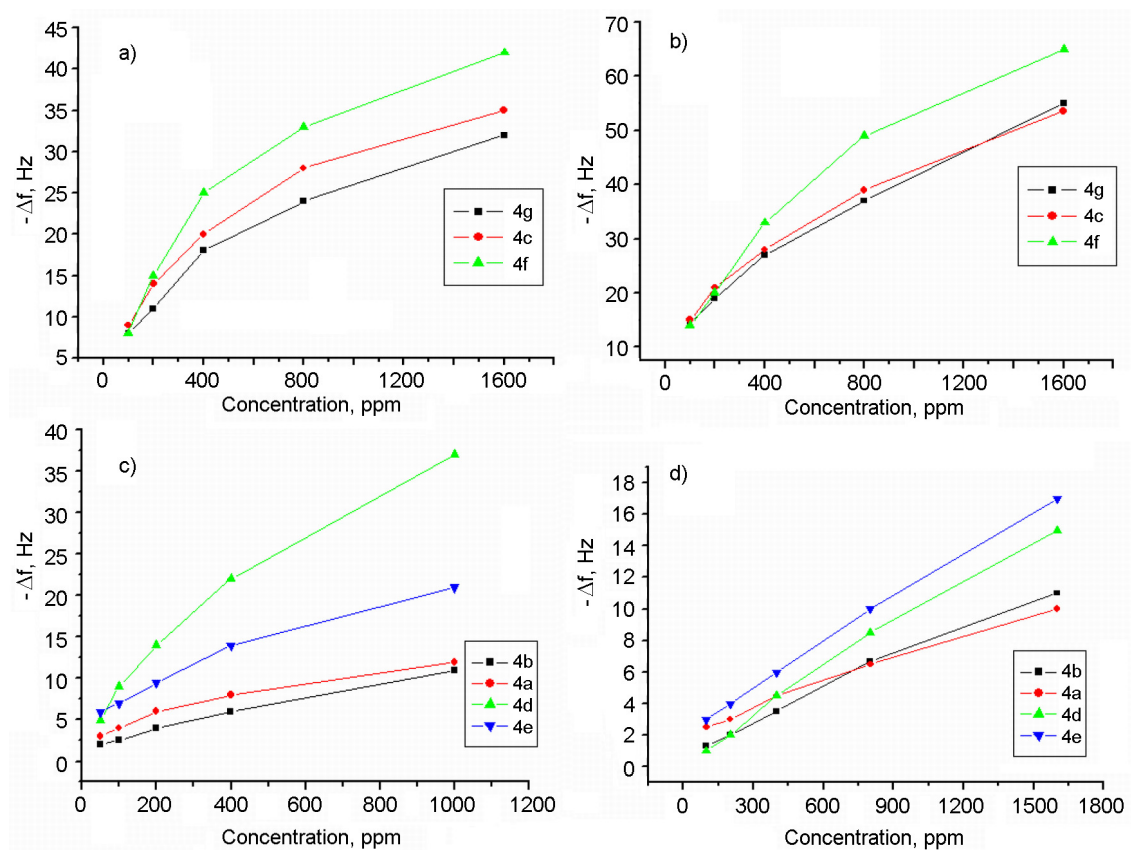 a)
45
40
35
30
25
20
15
10
5
-Δf, Hz
4g
4c
4f
0 400 800 1200 1600
Concentration, ppm
b)
70
60
50
40
30
20
10
-Δf, Hz
4g
4c
4f
0 400 800 1200 1600
Concentration, ppm
c)
40
35
30
25
20
15
10
5
0
-Δf, Hz
4b
4a
4d
4e
0 200 400 600 800 1000 1200
Concentration, ppm
d)
18
16
14
12
10
8
6
4
2
0
-Δf, Hz
4b
4a
4d
4e
0 300 600 900 1200 1500 1800
Concentration, ppm